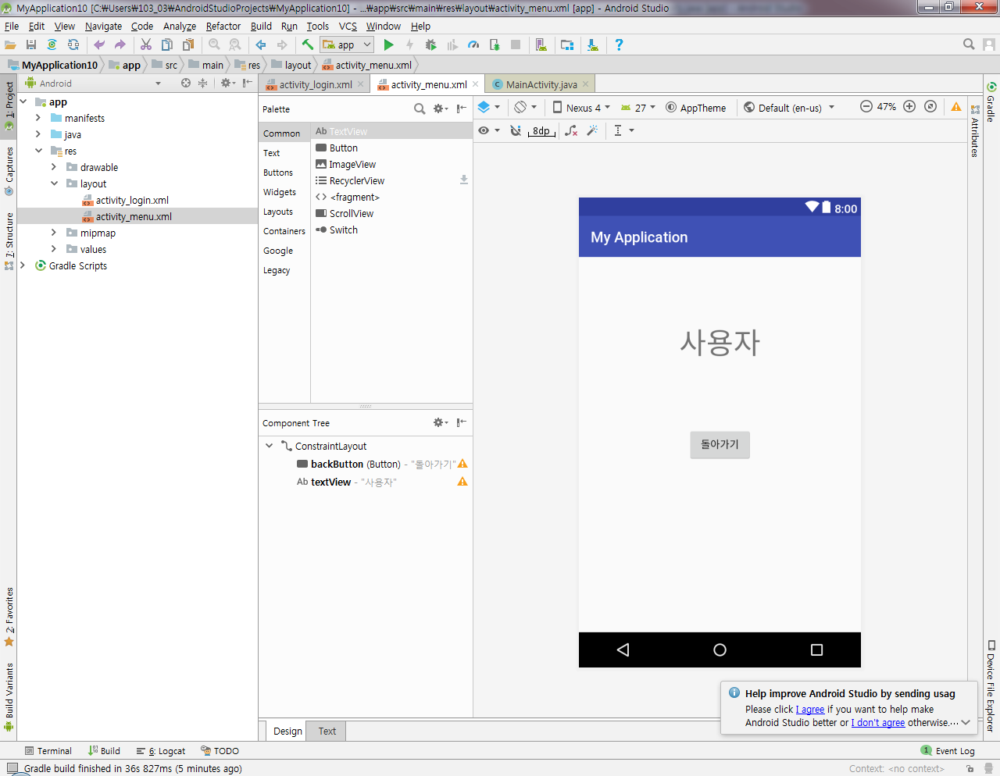 MyApplication10 [C:₩Users₩103_03₩AndroidStudioProjects₩MyApplication10] - ...₩app₩src₩main₩res₩layout₩activity_menu.xml [app] - Android Studio
File Edit View Navigate Code Analyze Refactor Build Run Tools VCS Window Help
app
MyApplication10 app src main res layout activity_menu.xml
1: Project
Captures
7: Structure
2: Favorites
Build Variants
Android
app
manifests
java
res
drawable
layout
activity_login.xml
activity_menu.xml
mipmap
values
Gradle Scripts
activity_login.xml activity_menu.xml MainActivity.java
Palette
Common
Text
Buttons
Widgets
Layouts
Containers
Google
Legacy
Ab TextView
Button
ImageView
RecyclerView
<fragment>
ScrollView
Switch
Component Tree
ConstraintLayout
backButton (Button) - "돌아가기"
Ab textView - "사용자"
Nexus 4 27 AppTheme Default (en-us) 47%
8dp
8:00
My Application
사용자
돌아가기
Gradle
Attributes
Device File Explorer
Help improve Android Studio by sending usag
Please click I agree if you want to help make
Android Studio better or I don't agree otherwise....
Design Text
Terminal Build 6: Logcat TODO 1 Event Log
Gradle build finished in 36s 827ms (5 minutes ago) Context: <no context>